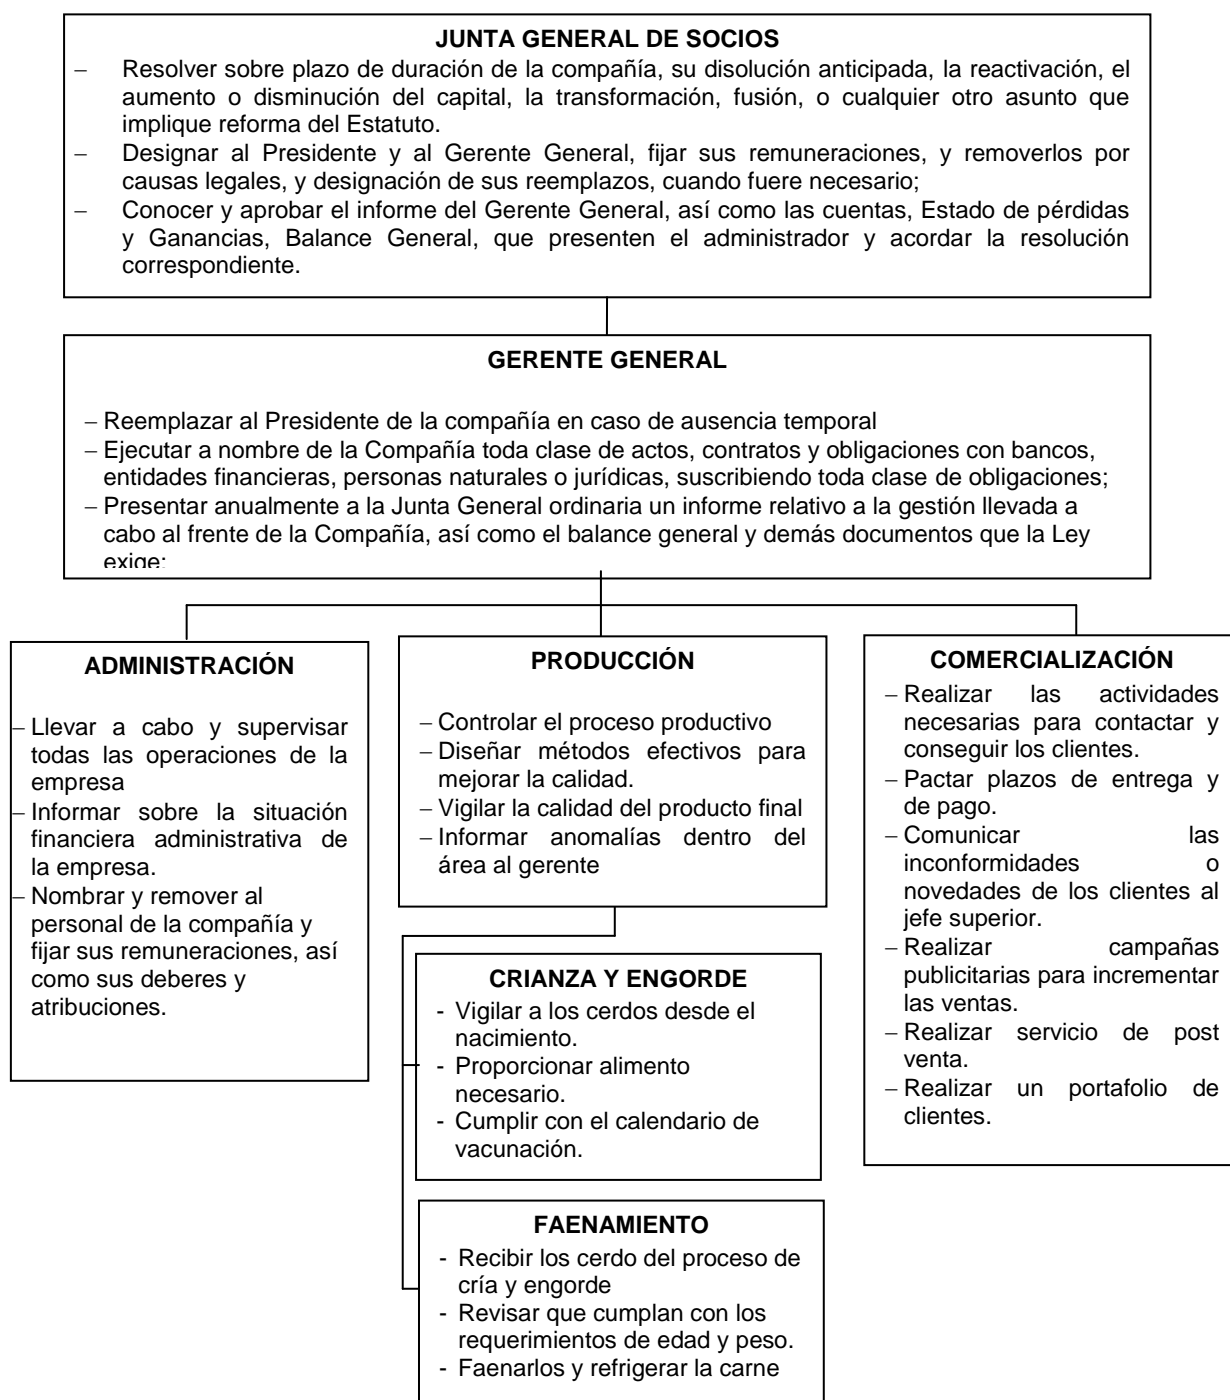 JUNTA GENERAL DE SOCIOS
– Resolver sobre plazo de duración de la compañía, su disolución anticipada, la reactivación, el
aumento o disminución del capital, la transformación, fusión, o cualquier otro asunto que
implique reforma del Estatuto.
– Designar al Presidente y al Gerente General, fijar sus remuneraciones, y removerlos por
causas legales, y designación de sus reemplazos, cuando fuere necesario;
– Conocer y aprobar el informe del Gerente General, así como las cuentas, Estado de pérdidas
y Ganancias, Balance General, que presenten el administrador y acordar la resolución
correspondiente.
GERENTE GENERAL
– Reemplazar al Presidente de la compañía en caso de ausencia temporal
– Ejecutar a nombre de la Compañía toda clase de actos, contratos y obligaciones con bancos,
entidades financieras, personas naturales o jurídicas, suscribiendo toda clase de obligaciones;
– Presentar anualmente a la Junta General ordinaria un informe relativo a la gestión llevada a
cabo al frente de la Compañía, así como el balance general y demás documentos que la Ley
exige;
ADMINISTRACIÓN
– Llevar a cabo y supervisar
todas las operaciones de la
empresa
– Informar sobre la situación
financiera administrativa de
la empresa.
– Nombrar y remover al
personal de la compañía y
fijar sus remuneraciones, así
como sus deberes y
atribuciones.
PRODUCCIÓN
– Controlar el proceso productivo
– Diseñar métodos efectivos para
mejorar la calidad.
– Vigilar la calidad del producto final
– Informar anomalías dentro del
área al gerente
CRIANZA Y ENGORDE
- Vigilar a los cerdos desde el
nacimiento.
- Proporcionar alimento
necesario.
- Cumplir con el calendario de
vacunación.
FAENAMIENTO
- Recibir los cerdo del proceso de
cría y engorde
- Revisar que cumplan con los
requerimientos de edad y peso.
- Faenarlos y refrigerar la carne
COMERCIALIZACIÓN
– Realizar las actividades
necesarias para contactar y
conseguir los clientes.
– Pactar plazos de entrega y
de pago.
– Comunicar las
inconformidades o
novedades de los clientes al
jefe superior.
– Realizar campañas
publicitarias para incrementar
las ventas.
– Realizar servicio de post
venta.
– Realizar un portafolio de
clientes.